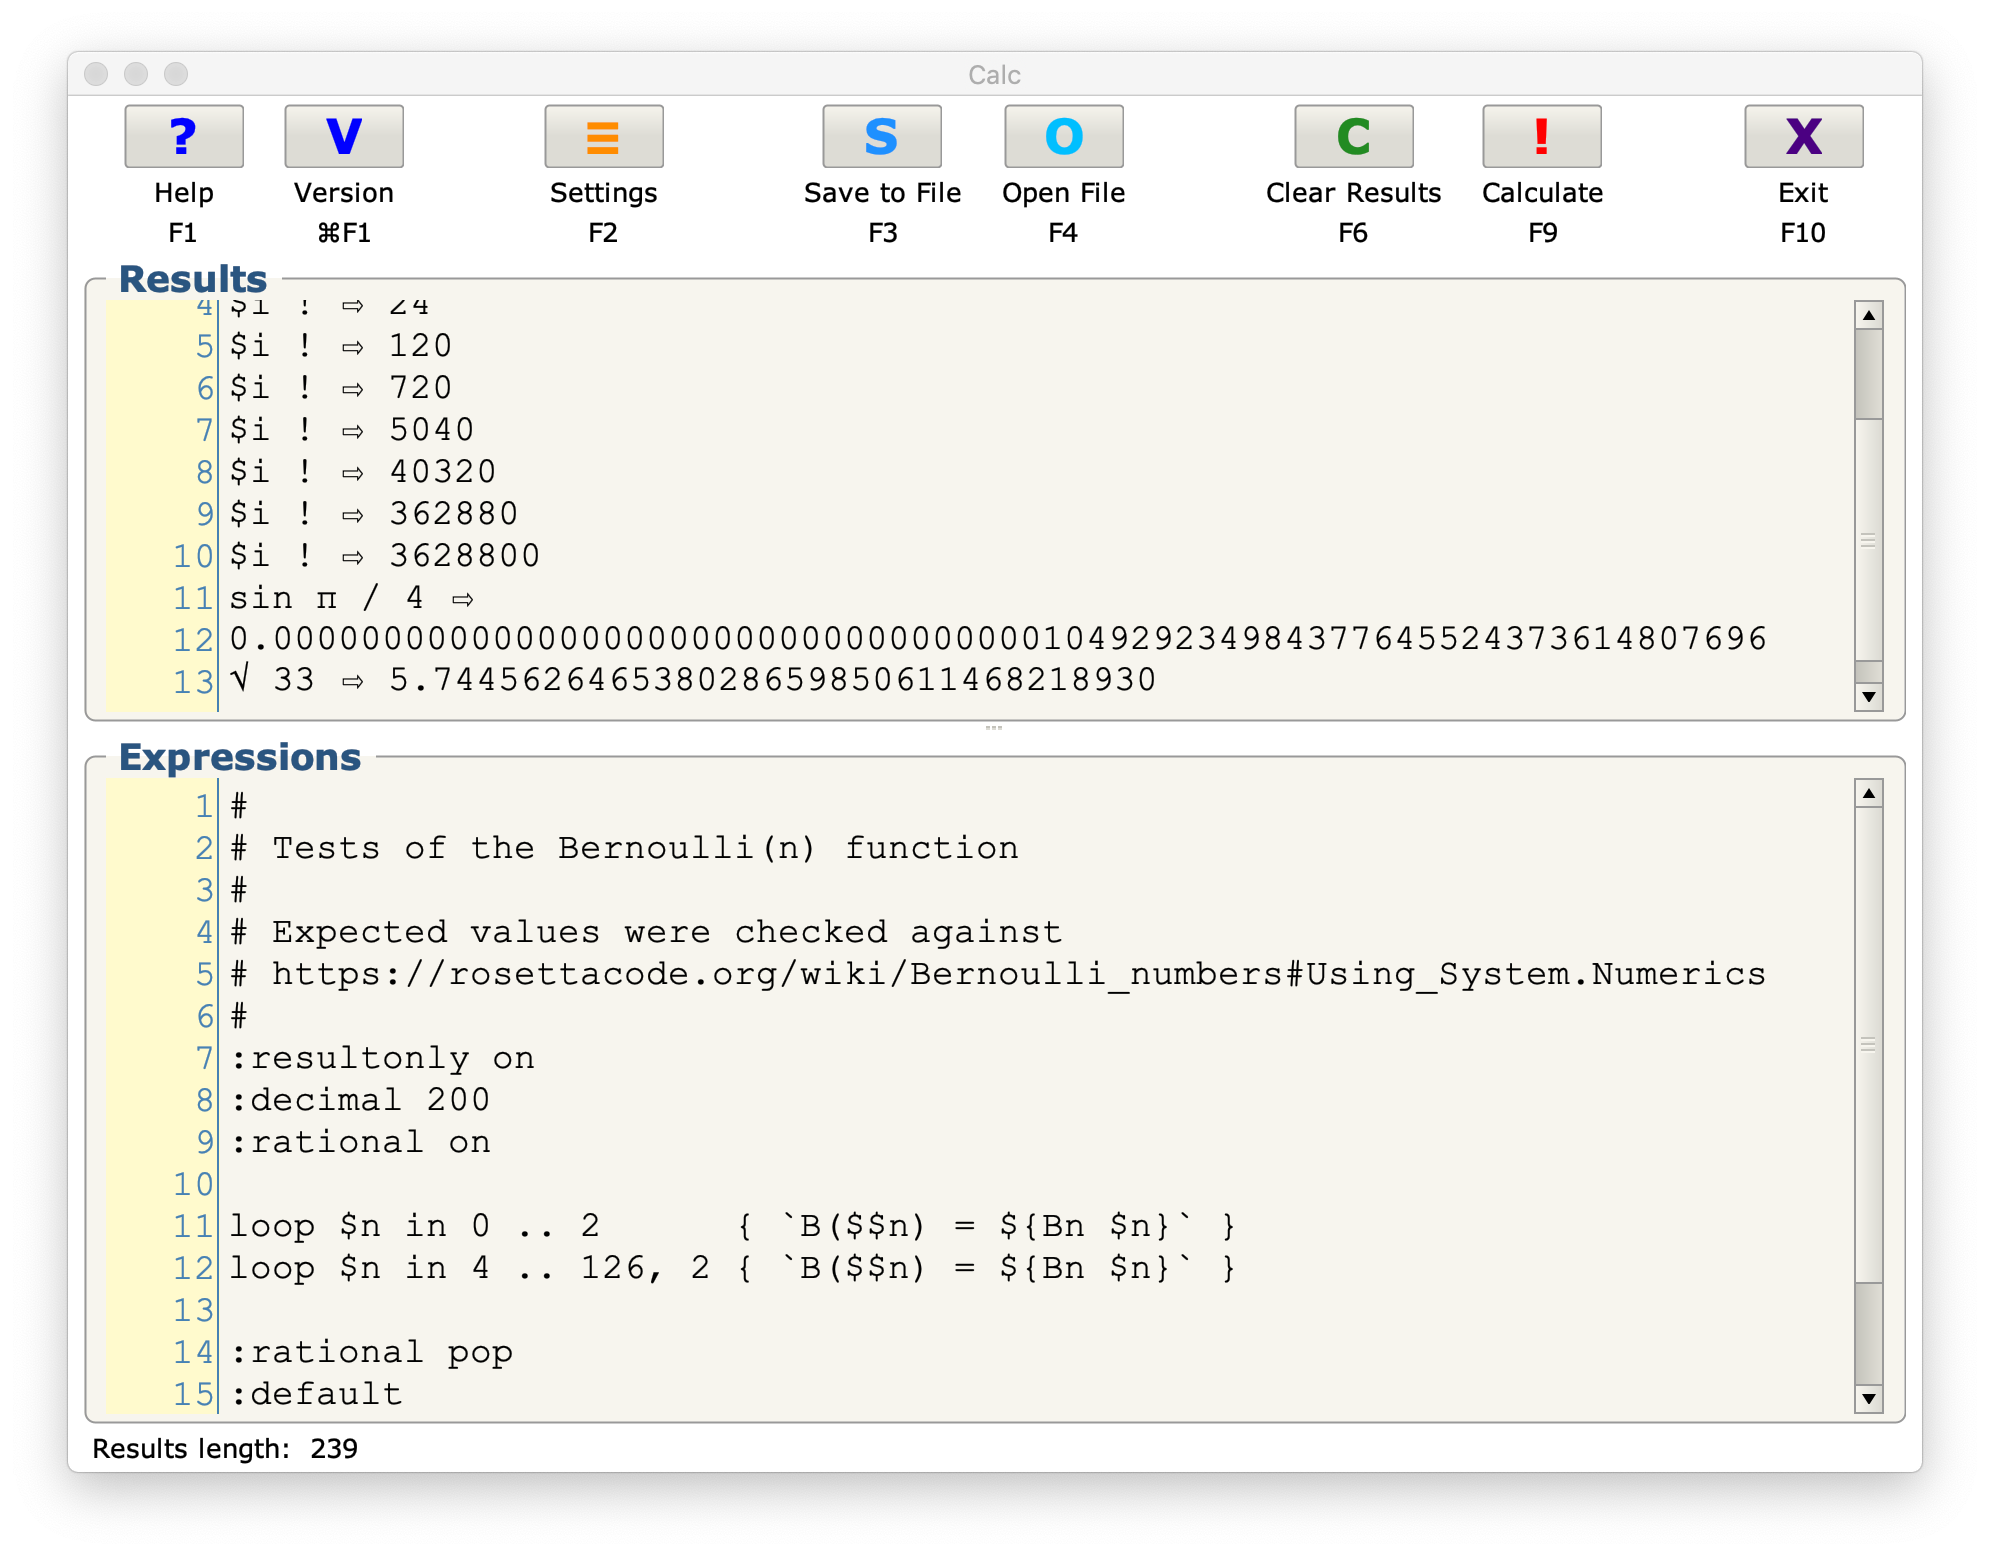 Calc
? V ≡ S O C ! X
Help Version Settings Save to File Open File Clear Results Calculate Exit
F1 ⌘F1 F2 F3 F4 F6 F9 F10
Results
4 $i ! ⇨ 24
5 $i ! ⇨ 120
6 $i ! ⇨ 720
7 $i ! ⇨ 5040
8 $i ! ⇨ 40320
9 $i ! ⇨ 362880
10 $i ! ⇨ 3628800
11 sin π / 4 ⇨
12 0.00000000000000000000000000000000000104929234984377645524373614807696
13 √ 33 ⇨ 5.744562646538028659850611468218930
Expressions
1 #
2 # Tests of the Bernoulli(n) function
3 #
4 # Expected values were checked against
5 # https://rosettacode.org/wiki/Bernoulli_numbers#Using_System.Numerics
6 #
7 :resultonly on
8 :decimal 200
9 :rational on
10
11 loop $n in 0 .. 2      { `B($$n) = ${Bn $n}` }
12 loop $n in 4 .. 126, 2 { `B($$n) = ${Bn $n}` }
13
14 :rational pop
15 :default
Results length: 239